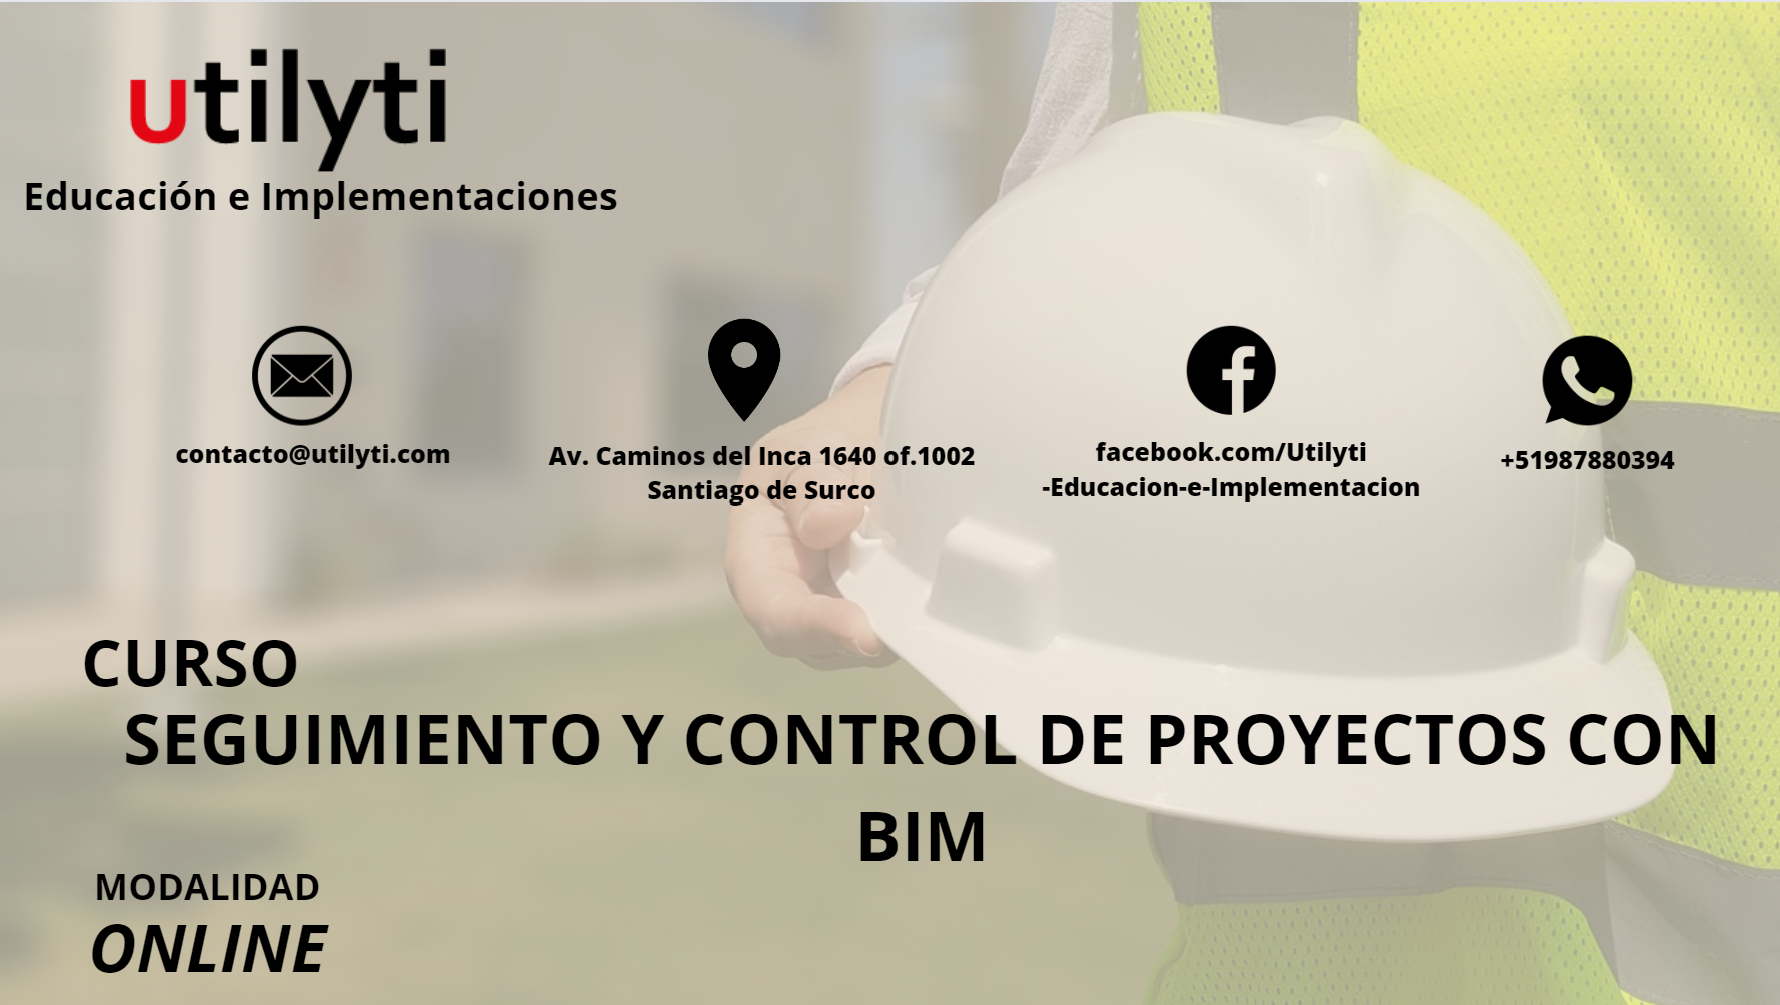 utilyti
Educación e Implementaciones
contacto@utilyti.com
Av. Caminos del Inca 1640 of.1002
Santiago de Surco
facebook.com/Utilyti
-Educacion-e-Implementacion
+51987880394
CURSO
SEGUIMIENTO Y CONTROL DE PROYECTOS CON
BIM
MODALIDAD
ONLINE